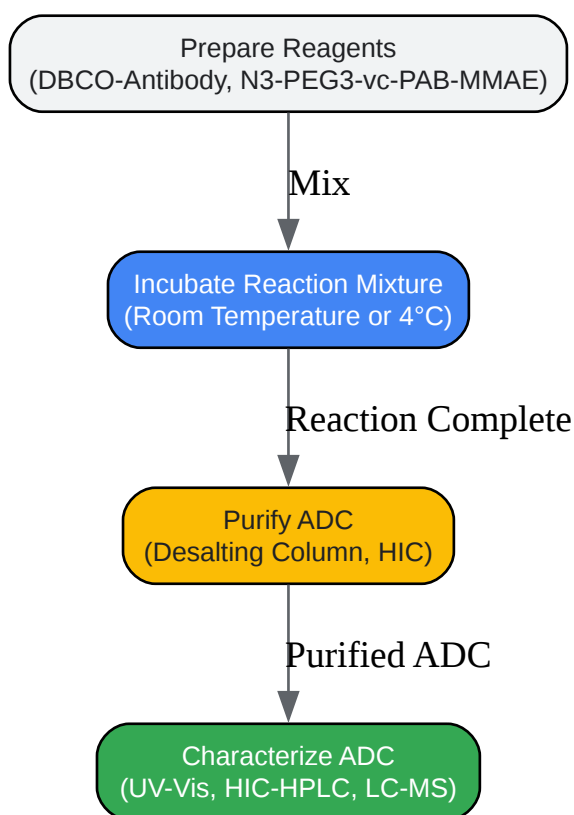 Prepare Reagents
(DBCO-Antibody, N3-PEG3-vc-PAB-MMAE)
Mix
Incubate Reaction Mixture
(Room Temperature or 4°C)
Reaction Complete
Purify ADC
(Desalting Column, HIC)
Purified ADC
Characterize ADC
(UV-Vis, HIC-HPLC, LC-MS)